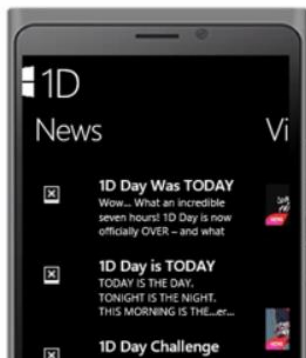 1D
News
Vi
1D Day Was TODAY
Wow... What an incredible
seven hours! 1D Day is now
officially OVER – and what
1D Day is TODAY
TODAY IS THE DAY.
TONIGHT IS THE NIGHT.
THIS MORNING IS THE...er...
1D Day Challenge